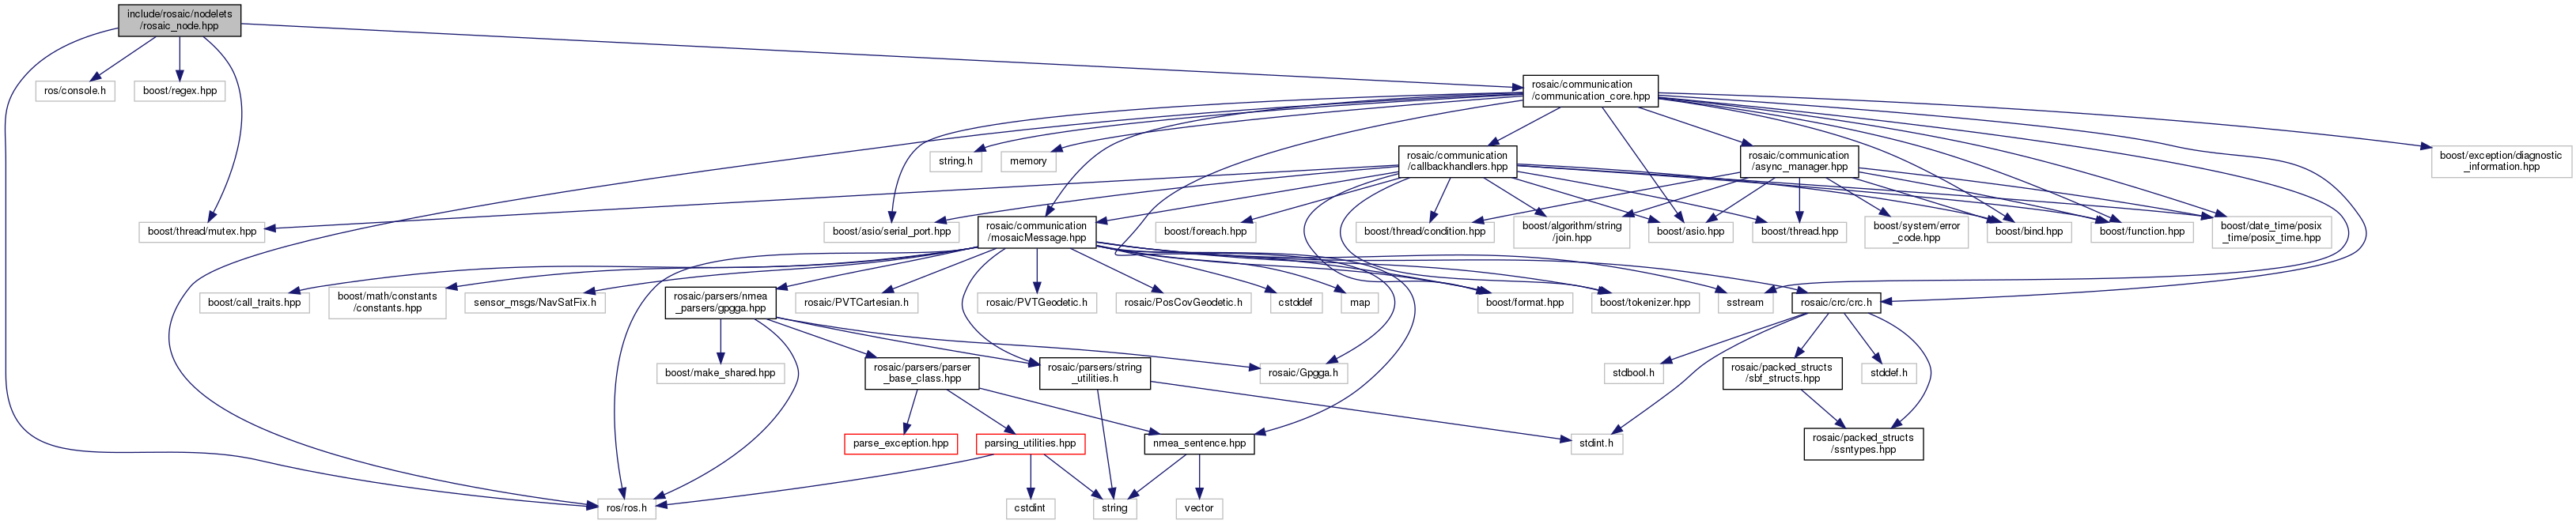 include/rosaic/nodelets
/rosaic_node.hpp
ros/console.h
boost/regex.hpp
rosaic/communication
/communication_core.hpp
string.h
memory
rosaic/communication
/callbackhandlers.hpp
rosaic/communication
/async_manager.hpp
boost/exception/diagnostic
_information.hpp
boost/thread/mutex.hpp
boost/asio/serial_port.hpp
rosaic/communication
/mosaicMessage.hpp
boost/foreach.hpp
boost/thread/condition.hpp
boost/algorithm/string
/join.hpp
boost/asio.hpp
boost/thread.hpp
boost/system/error
_code.hpp
boost/bind.hpp
boost/function.hpp
boost/date_time/posix
_time/posix_time.hpp
boost/call_traits.hpp
boost/math/constants
/constants.hpp
sensor_msgs/NavSatFix.h
rosaic/parsers/nmea
_parsers/gpgga.hpp
rosaic/PVTCartesian.h
rosaic/PVTGeodetic.h
rosaic/PosCovGeodetic.h
cstddef
map
boost/format.hpp
boost/tokenizer.hpp
sstream
rosaic/crc/crc.h
boost/make_shared.hpp
rosaic/parsers/parser
_base_class.hpp
rosaic/parsers/string
_utilities.h
rosaic/Gpgga.h
stdbool.h
rosaic/packed_structs
/sbf_structs.hpp
stddef.h
parse_exception.hpp
parsing_utilities.hpp
nmea_sentence.hpp
stdint.h
rosaic/packed_structs
/ssntypes.hpp
ros/ros.h
cstdint
string
vector